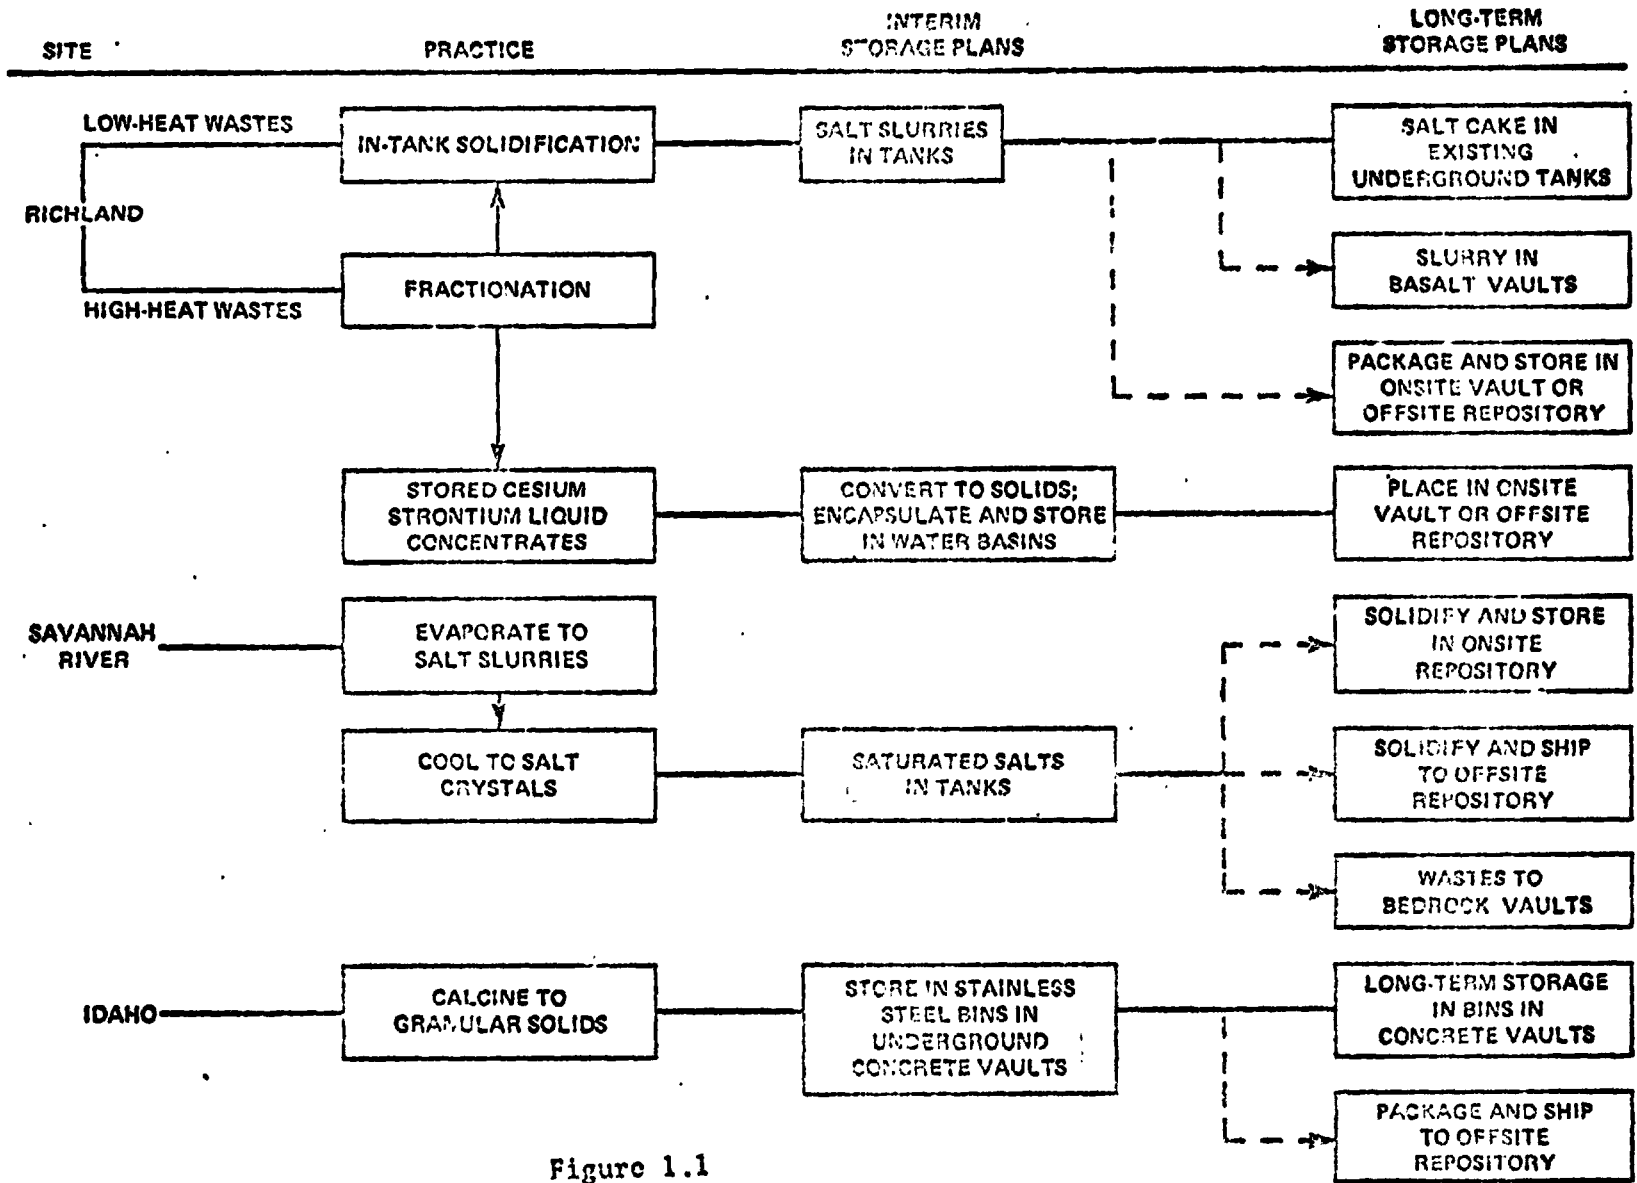 SITE
PRACTICE
INTERIM
STORAGE PLANS
LONG-TERM
STORAGE PLANS
LOW-HEAT WASTES
RICHLAND
HIGH-HEAT WASTES
IN-TANK SOLIDIFICATION
SALT SLURRIES
IN TANKS
SALT CAKE IN
EXISTING
UNDERGROUND TANKS
FRACTIONATION
SLURRY IN
BASALT VAULTS
PACKAGE AND STORE IN
ONSITE VAULT OR
OFFSITE REPOSITORY
STORED CESIUM
STRONTIUM LIQUID
CONCENTRATES
CONVERT TO SOLIDS;
ENCAPSULATE AND STORE
IN WATER BASINS
PLACE IN ONSITE
VAULT OR OFFSITE
REPOSITORY
SAVANNAH
RIVER
EVAPORATE TO
SALT SLURRIES
SOLIDIFY AND STORE
IN ONSITE
REPOSITORY
COOL TO SALT
CRYSTALS
SATURATED SALTS
IN TANKS
SOLIDIFY AND SHIP
TO OFFSITE
REPOSITORY
WASTES TO
BEDROCK VAULTS
IDAHO
CALCINE TO
GRANULAR SOLIDS
STORE IN STAINLESS
STEEL BINS IN
UNDERGROUND
CONCRETE VAULTS
LONG-TERM STORAGE
IN BINS IN
CONCRETE VAULTS
PACKAGE AND SHIP
TO OFFSITE
REPOSITORY
Figure 1.1